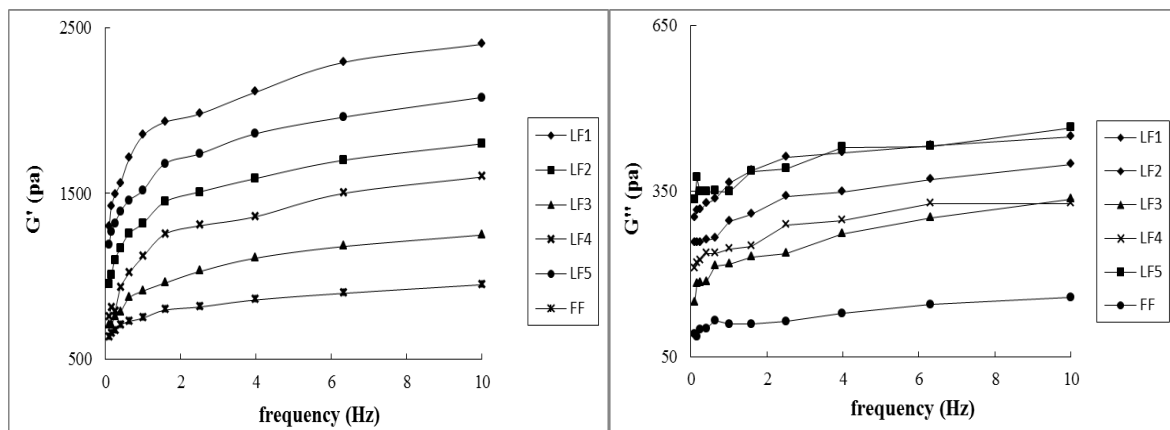 2500
1500
500
G' (pa)
0
2
4
6
8
10
frequency (Hz)
LF1
LF2
LF3
LF4
LF5
FF
650
350
50
G'' (pa)
0
2
4
6
8
10
frequency (Hz)
LF1
LF2
LF3
LF4
LF5
FF